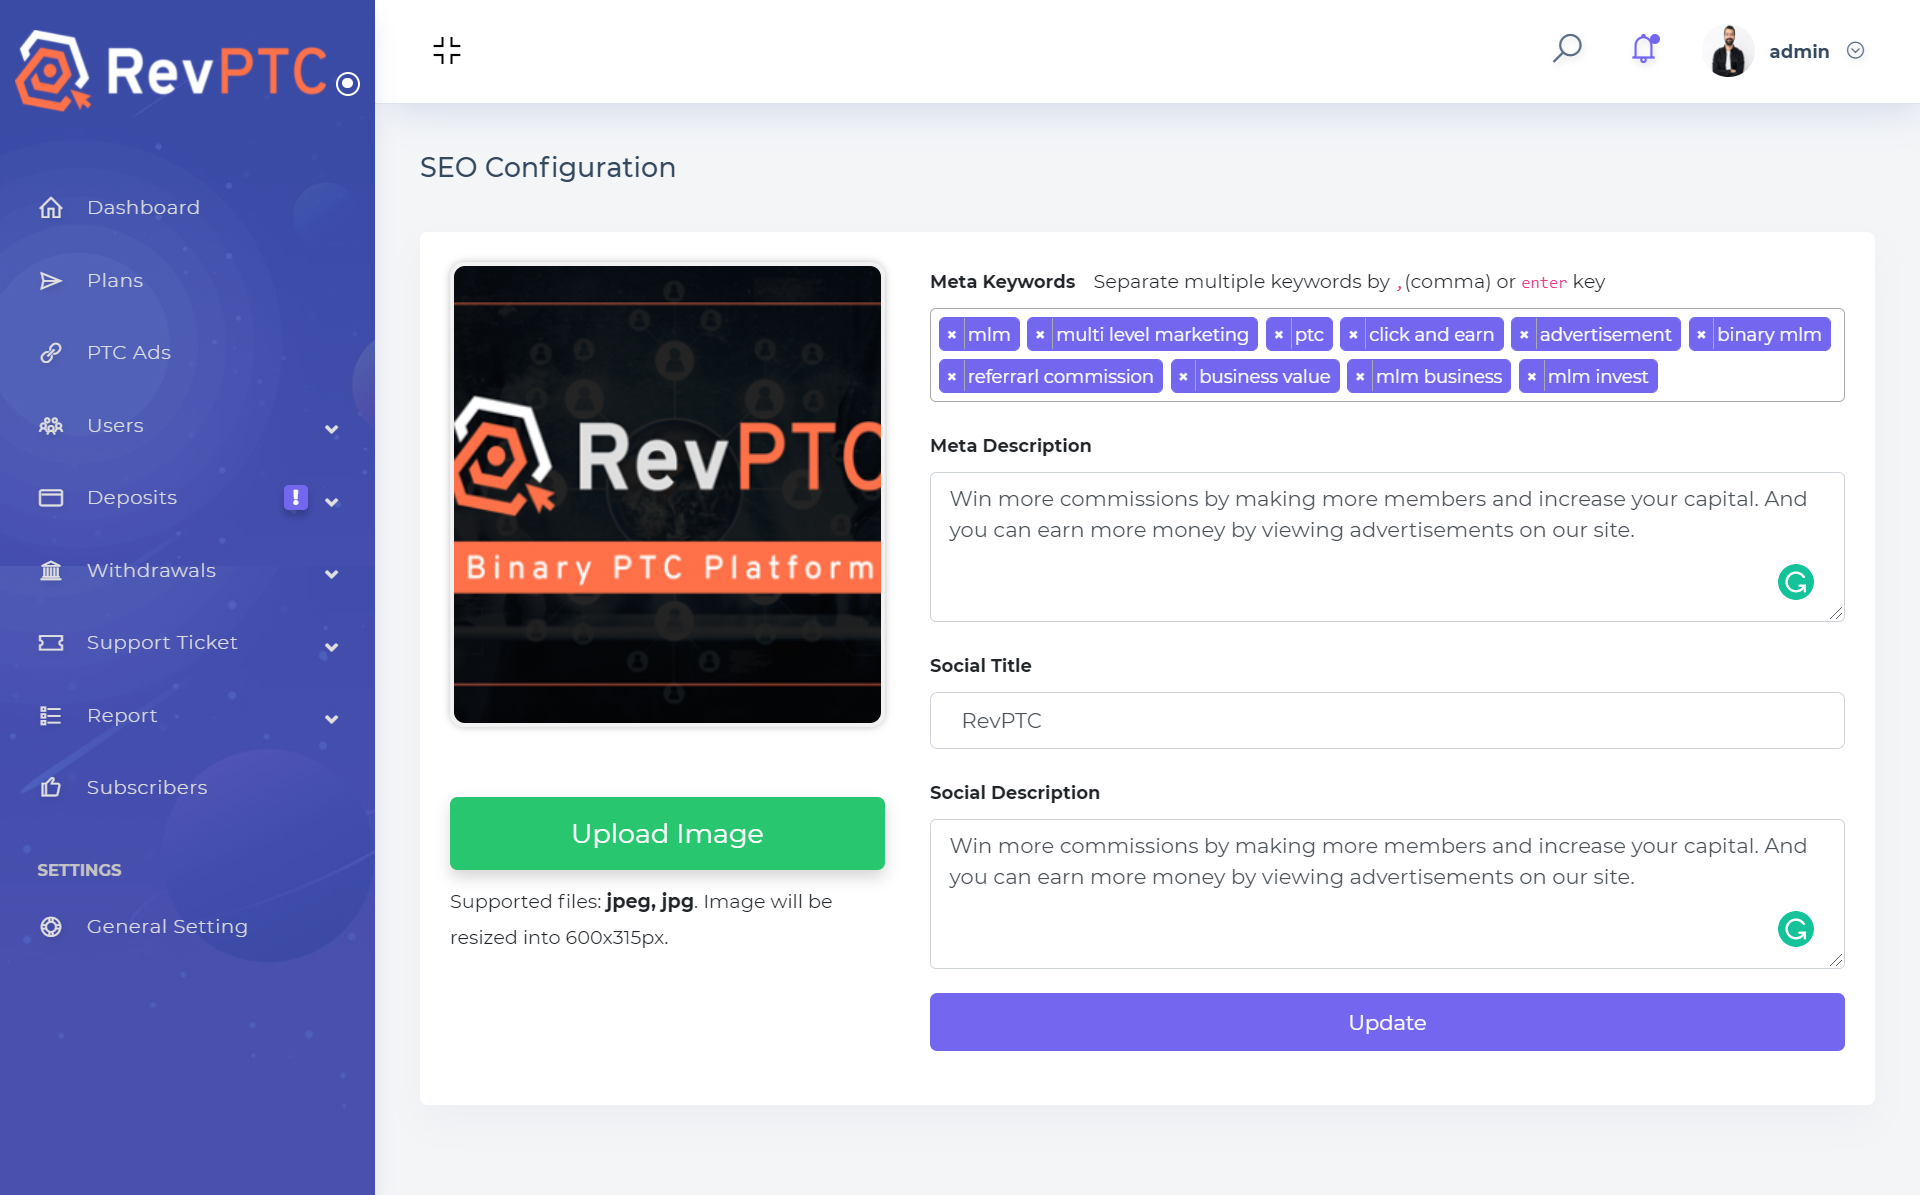 RevPTC
admin
Dashboard
Plans
PTC Ads
Users
Deposits
Withdrawals
Support Ticket
Report
Subscribers
SETTINGS
General Setting
SEO Configuration
RevPTC
Binary PTC Platform
Upload Image
Supported files: jpeg, jpg. Image will be
resized into 600x315px.
Meta Keywords Separate multiple keywords by ,(comma) or enter key
× mlm × multi level marketing × ptc × click and earn × advertisement × binary mlm
× referrarl commission × business value × mlm business × mlm invest
Meta Description
Win more commissions by making more members and increase your capital. And
you can earn more money by viewing advertisements on our site.
Social Title
RevPTC
Social Description
Win more commissions by making more members and increase your capital. And
you can earn more money by viewing advertisements on our site.
Update